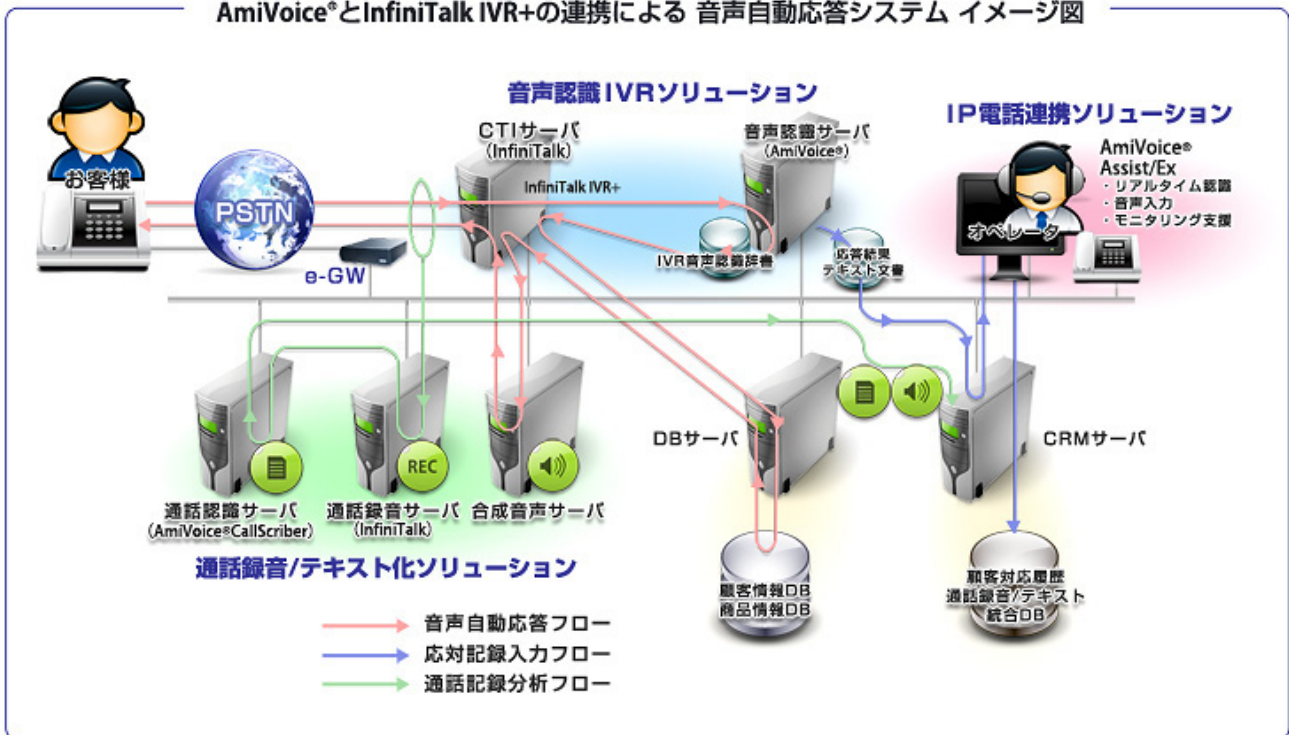 AmiVoice®とInfiniTalk IVR+の連携による 音声自動応答システム イメージ図
音声認識IVRソリューション
IP電話連携ソリューション
CTIサーバ
(InfiniTalk)
音声認識サーバ
(AmiVoice®)
AmiVoice®
Assist/Ex
・リアルタイム認識
・音声入力
・モニタリング支援
お客様
PSTN
InfiniTalk IVR+
オペレータ
e-GW
IVR音声認識辞書
応答結果
テキスト文書
DBサーバ
CRMサーバ
REC
通話認識サーバ
(AmiVoice®CallScriber)
通話録音サーバ
(InfiniTalk)
合成音声サーバ
通話録音/テキスト化ソリューション
顧客情報DB
商品情報DB
顧客対応履歴
通話録音/テキスト
統合DB
音声自動応答フロー
応対記録入力フロー
通話記録分析フロー